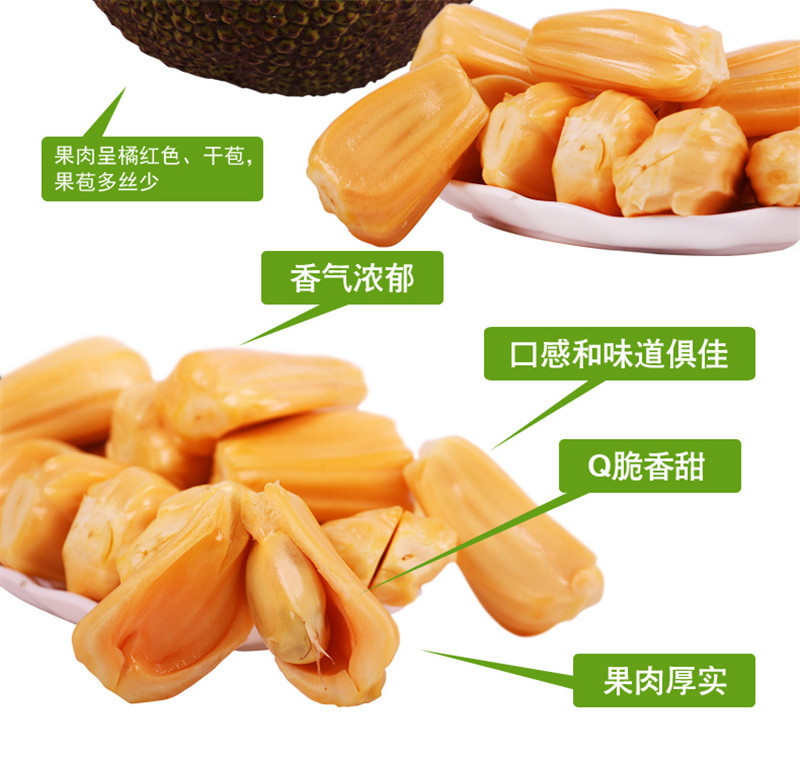 果肉呈橘红色、干苞，
果苞多丝少
香气浓郁
口感和味道俱佳
Q脆香甜
果肉厚实